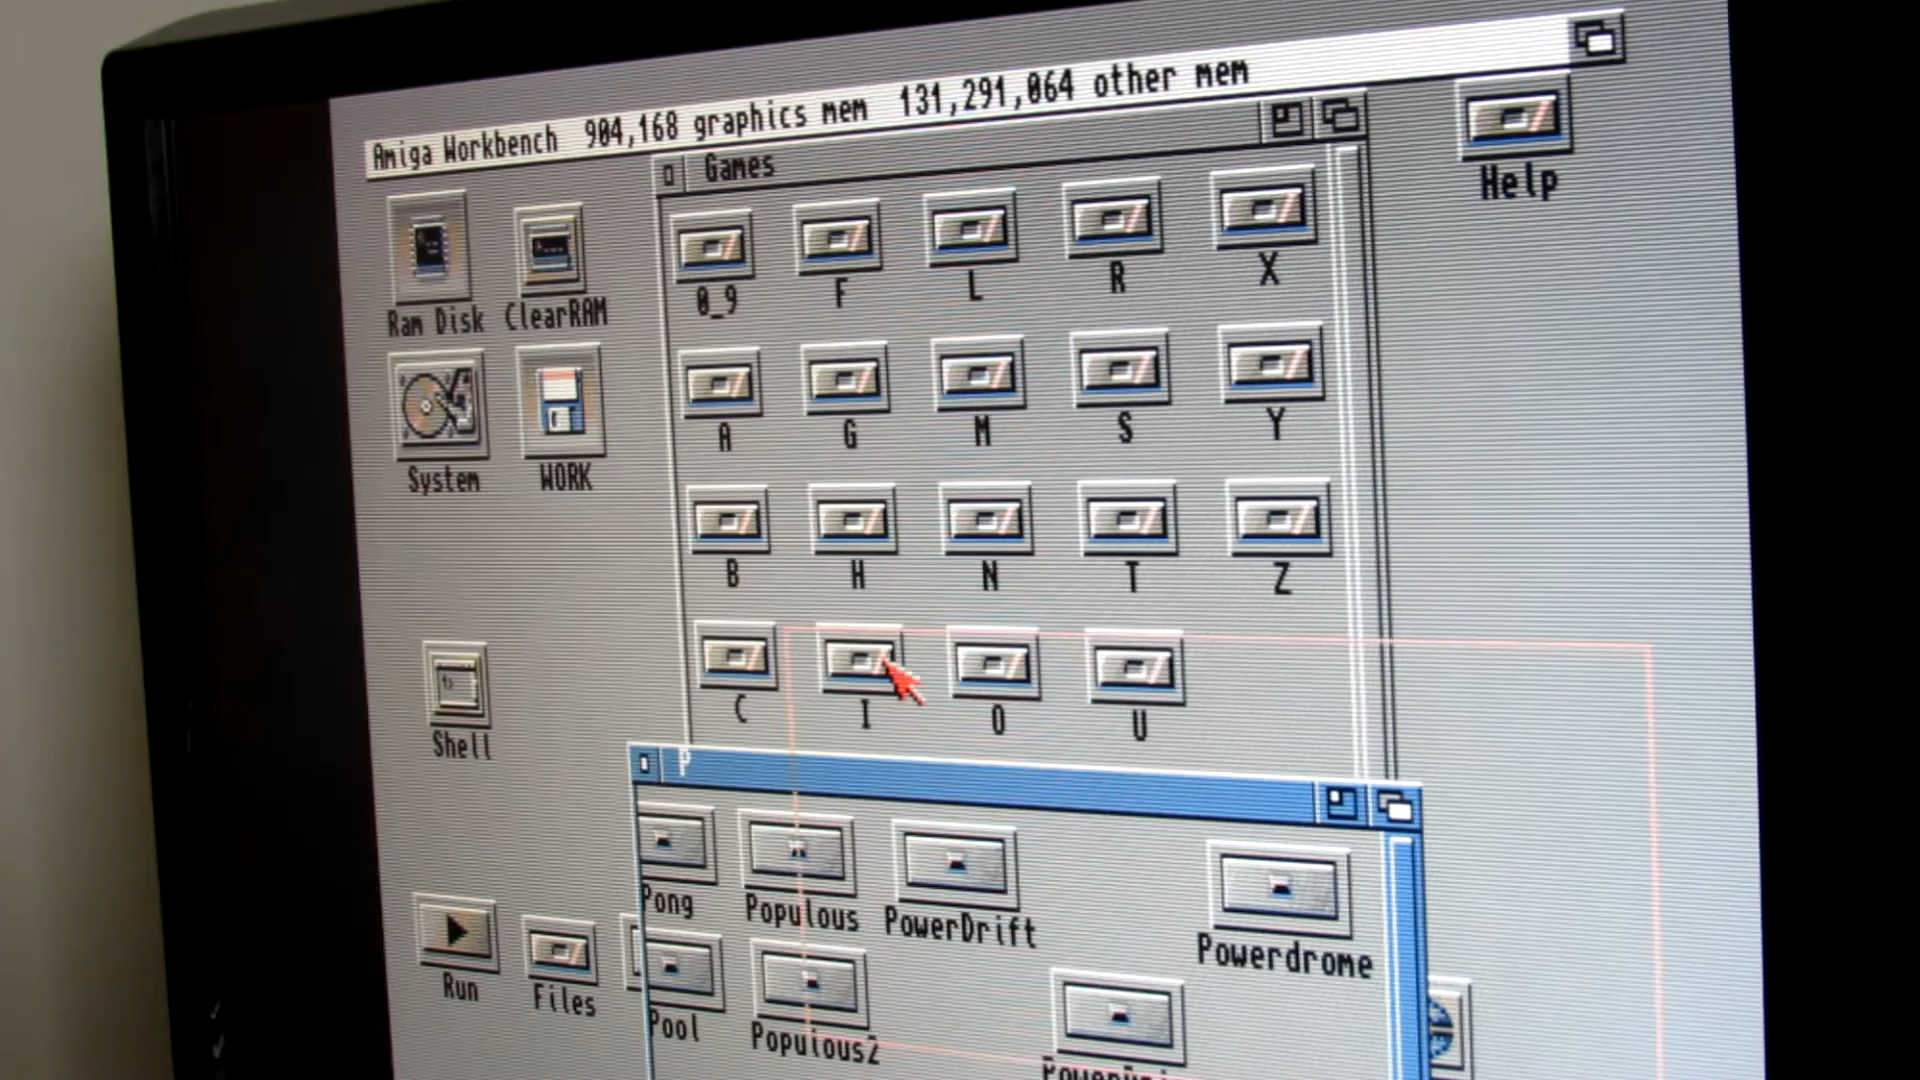 Amiga Workbench 904,168 graphics mem 131,291,064 other mem
Games
Help
0_9 F L R X
Ram Disk ClearRAM
A G M S Y
System WORK
B H N T Z
C I O U
Shell
P
Pong Populous PowerDrift Powerdrome
Run Files Pool Populous2